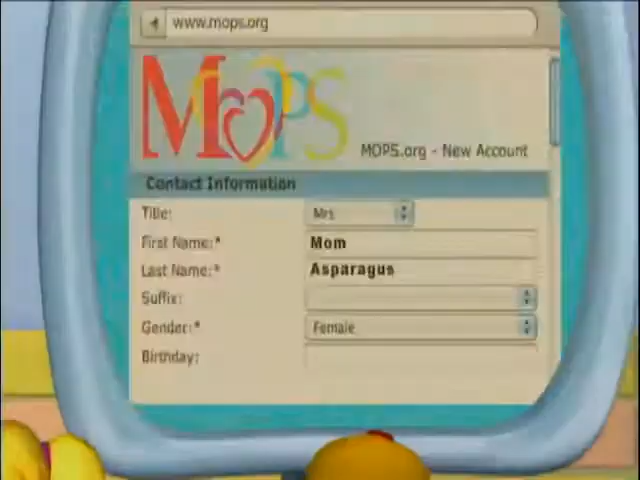 www.mops.org
MOPS
MOPS.org - New Account
Contact Information
Title: Mrs
First Name:* Mom
Last Name:* Asparagus
Suffix:
Gender:* Female
Birthday: